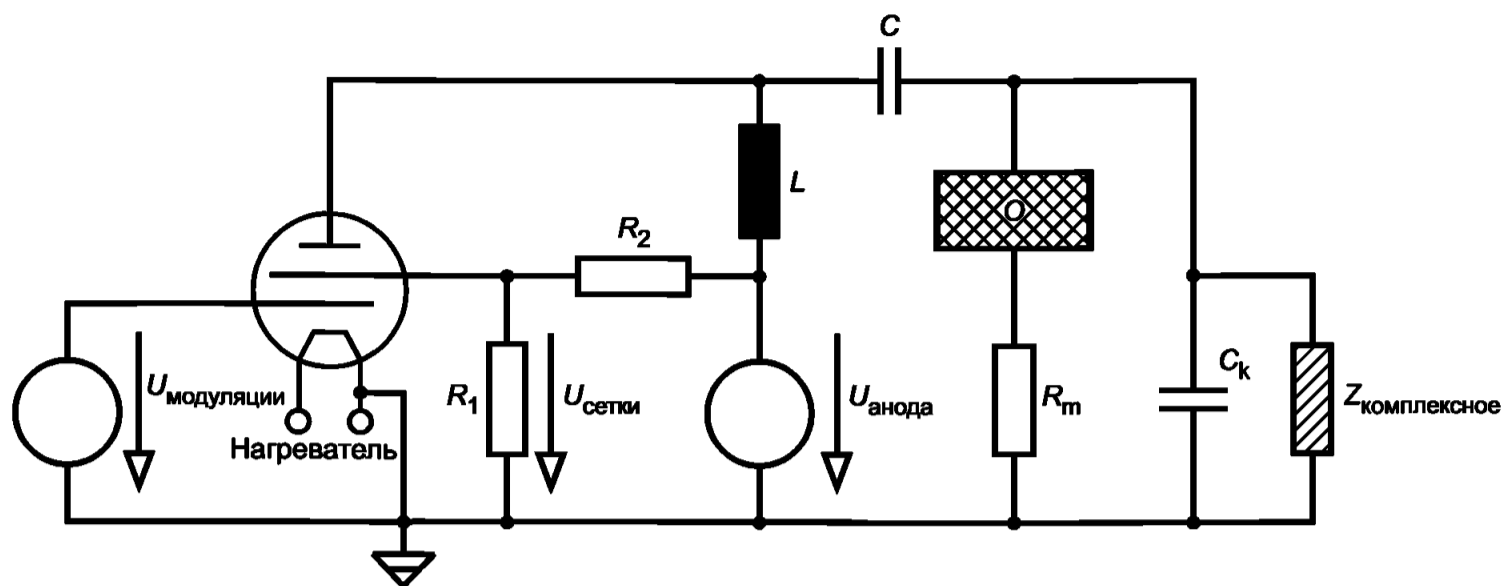 C
L
O
R2
Uмодуляции
R1
Uсетки
Uанода
Rm
Ck
Zкомплексное
Нагреватель